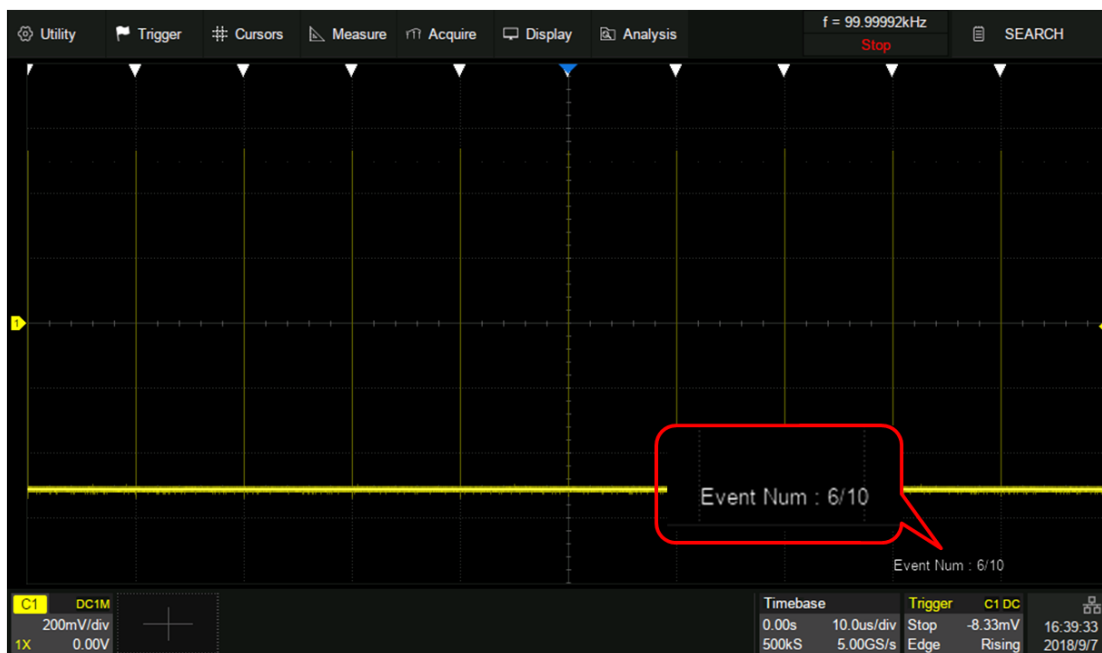 Utility Trigger Cursors Measure Acquire Display Analysis f = 99.99992kHz SEARCH
Stop
1
Event Num : 6/10
Event Num : 6/10
C1 DC1M
200mV/div
1X 0.00V
Timebase
0.00s 10.0us/div
500kS 5.00GS/s
Trigger C1 DC
Stop -8.33mV
Edge Rising
16:39:33
2018/9/7